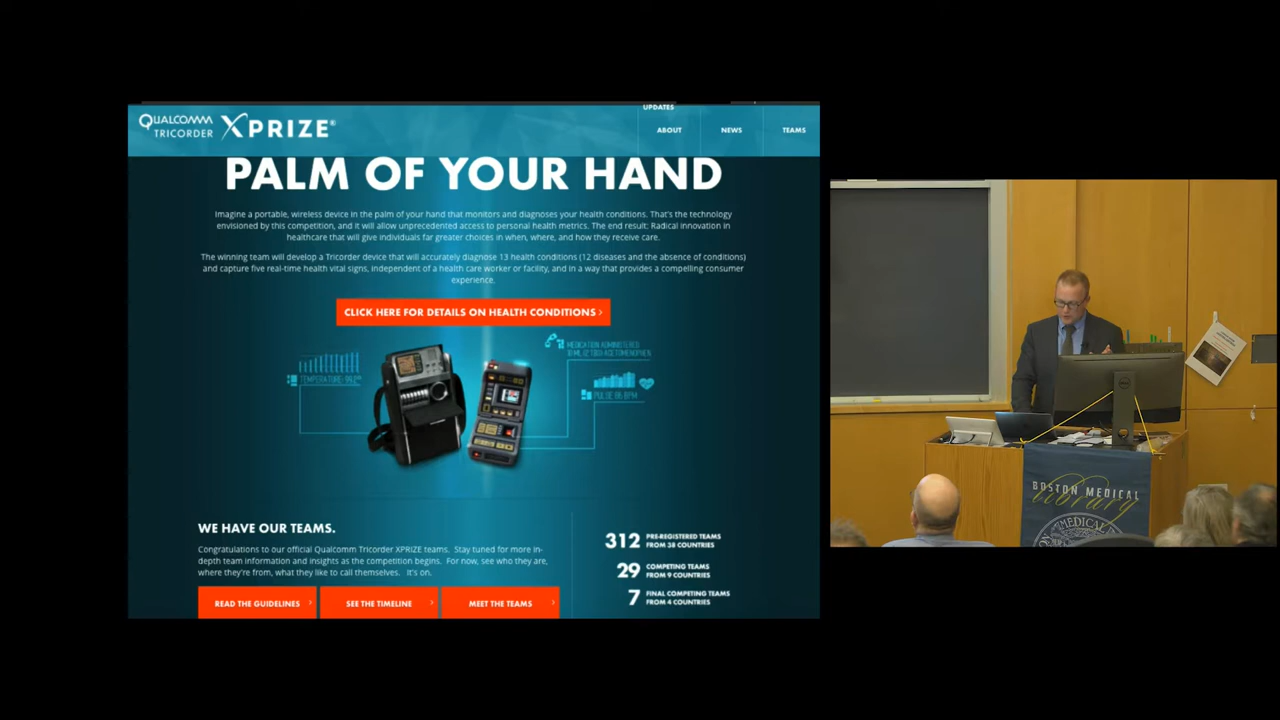 UPDATES
QUALCOMM
TRICORDER
XPRIZE®
ABOUT
NEWS
TEAMS
PALM OF YOUR HAND
Imagine a portable, wireless device in the palm of your hand that monitors and diagnoses your health conditions. That's the technology
envisioned by this competition, and it will allow unprecedented access to personal health metrics. The end result: Radical innovation in
healthcare that will give individuals far greater choices in when, where, and how they receive care.
The winning team will develop a Tricorder device that will accurately diagnose 13 health conditions (12 diseases and the absence of conditions)
and capture five real-time health vital signs, independent of a health care worker or facility, and in a way that provides a compelling consumer
experience.
CLICK HERE FOR DETAILS ON HEALTH CONDITIONS ›
MEDICATION ADMINISTERED
PULSE 86 BPM
WE HAVE OUR TEAMS.
Congratulations to our official Qualcomm Tricorder XPRIZE teams. Stay tuned for more in-
depth team information and insights as the competition begins. For now, see who they are,
where they're from, what they like to call themselves. It's on.
READ THE GUIDELINES ›
SEE THE TIMELINE ›
MEET THE TEAMS ›
312 PRE-REGISTERED TEAMS
FROM 38 COUNTRIES
29 COMPETING TEAMS
FROM 9 COUNTRIES
7 FINAL COMPETING TEAMS
FROM 4 COUNTRIES
BOSTON MEDICAL
Library
MEDICAL